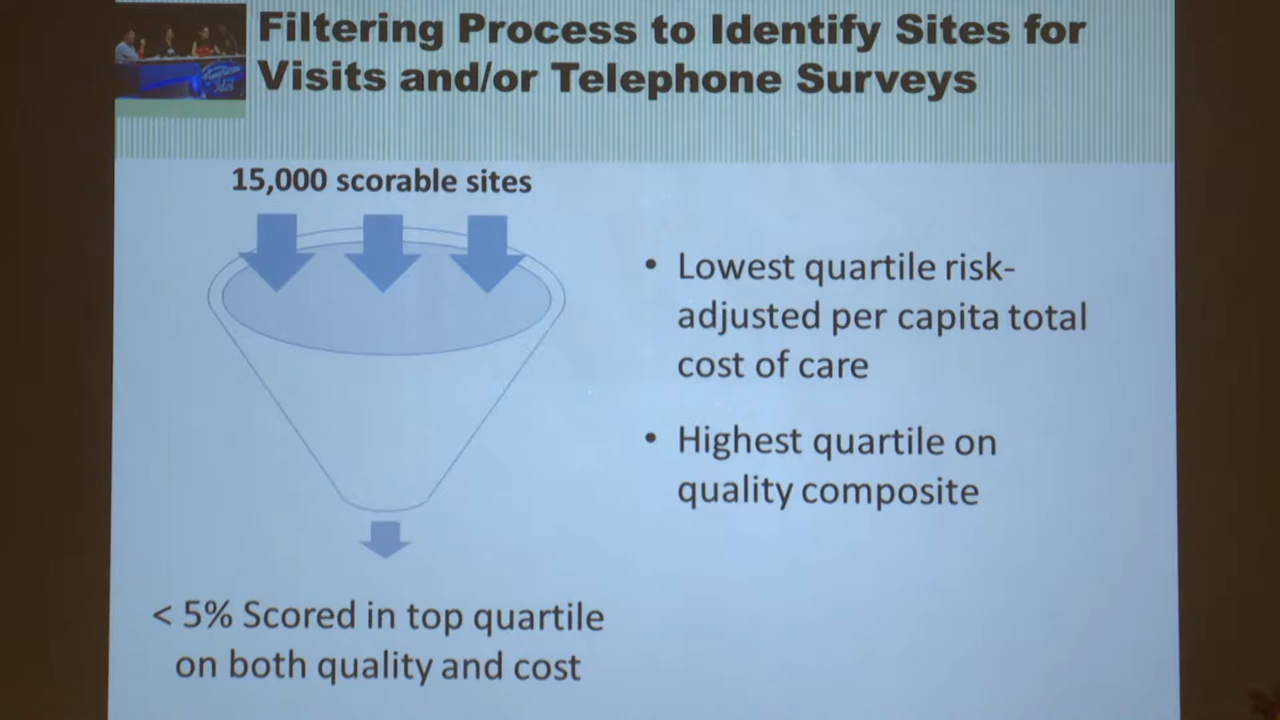 Filtering Process to Identify Sites for
Visits and/or Telephone Surveys
15,000 scorable sites
• Lowest quartile risk-
adjusted per capita total
cost of care
• Highest quartile on
quality composite
< 5% Scored in top quartile
on both quality and cost